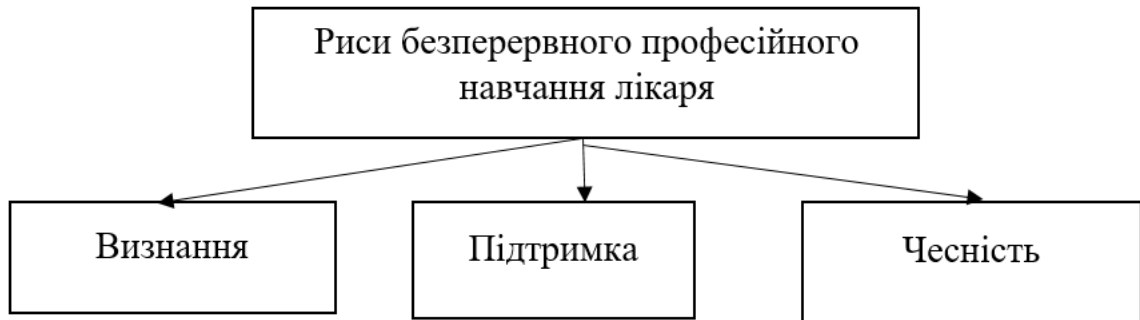 Риси безперервного професійного
навчання лікаря
Визнання
Підтримка
Чесність